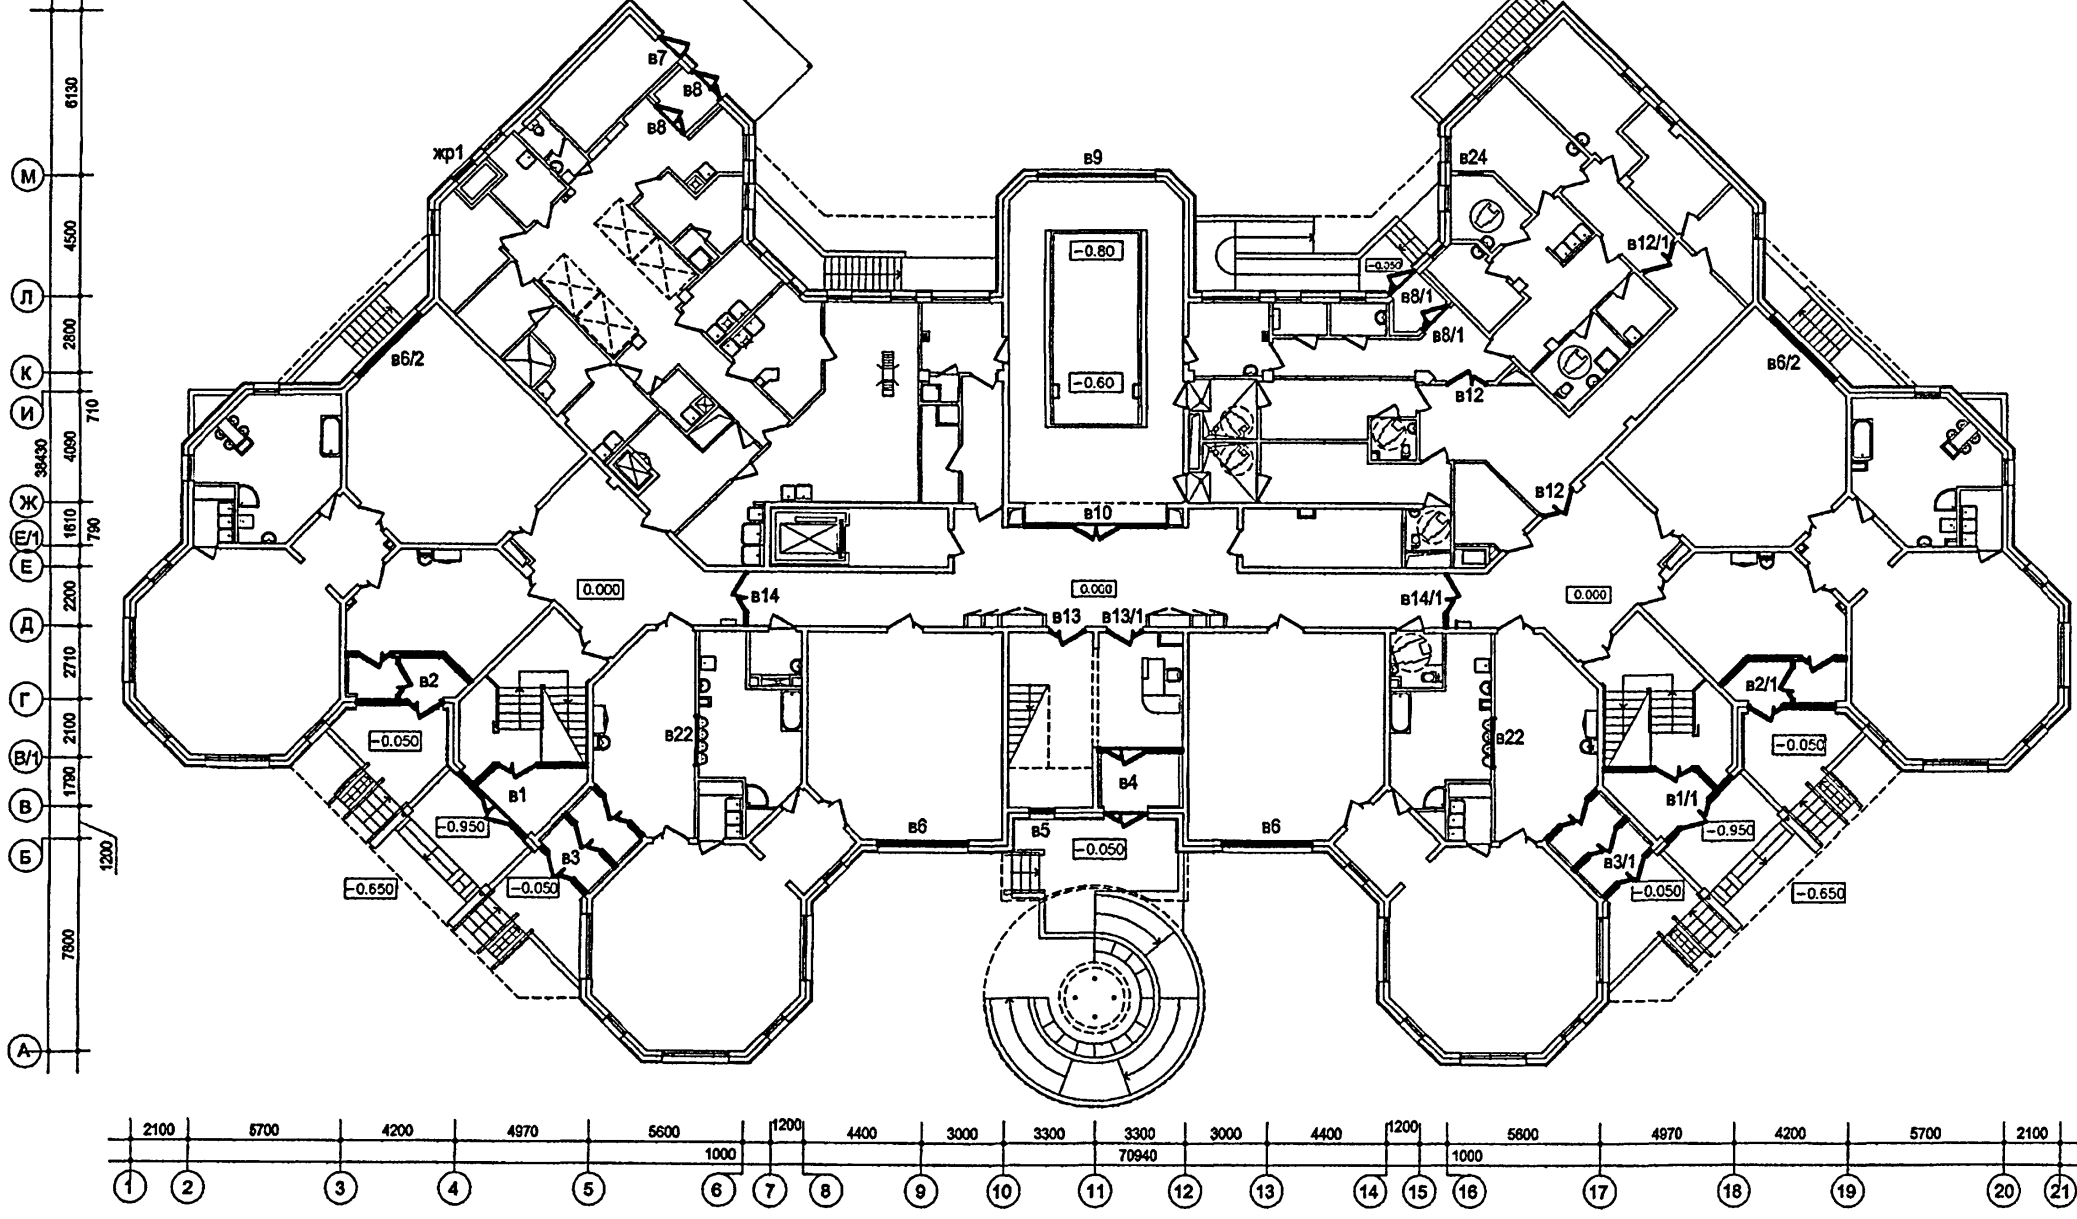 6130
4500
2800
710
4090
38430
1610
790
2200
2710
2100
1790
1200
7800
М
Л
К
И
Ж
Е/1
Е
Д
Г
В/1
В
Б
А
в7
в8
в8
жр1
в9
в24
в12/1
−0.80
−0.050
в8/1
в8/1
в6/2
−0.60
в6/2
в12
в12
в10
0.000
в14
0.000
в14/1
0.000
в13
в13/1
в2
в2/1
−0.050
в22
в22
−0.050
в4
в1
в1/1
−0.950
в6
в5
в6
−0.950
в3
−0.050
в3/1
−0.650
−0.050
−0.050
−0.650
2100
5700
4200
4970
5600
1200
4400
3000
3300
3300
3000
4400
1200
5600
4970
4200
5700
2100
1000
70940
1000
1
2
3
4
5
6
7
8
9
10
11
12
13
14
15
16
17
18
19
20
21